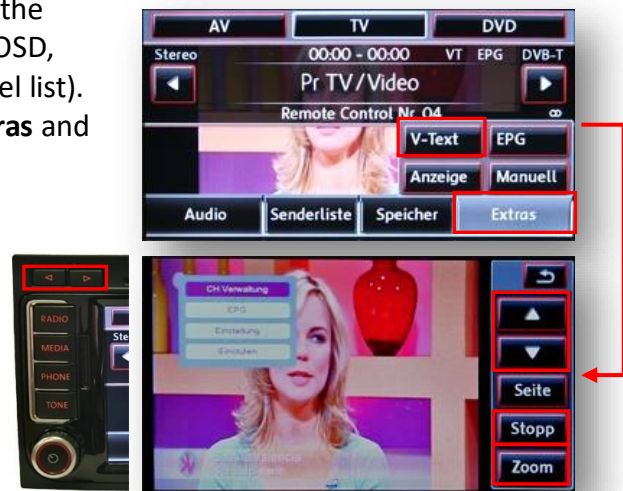 the
OSD,
el list).
ras and
AV TV DVD
Stereo 00:00 - 00:00 VT EPG DVB-T
Pr TV/Video
Remote Control Nr. 04
V-Text EPG
Anzeige Manuell
Audio Senderliste Speicher Extras
RADIO
MEDIA
PHONE
TONE
Ste
CH Verwaltung
EPG
Einstellung
Einstufen
Seite
Stopp
Zoom